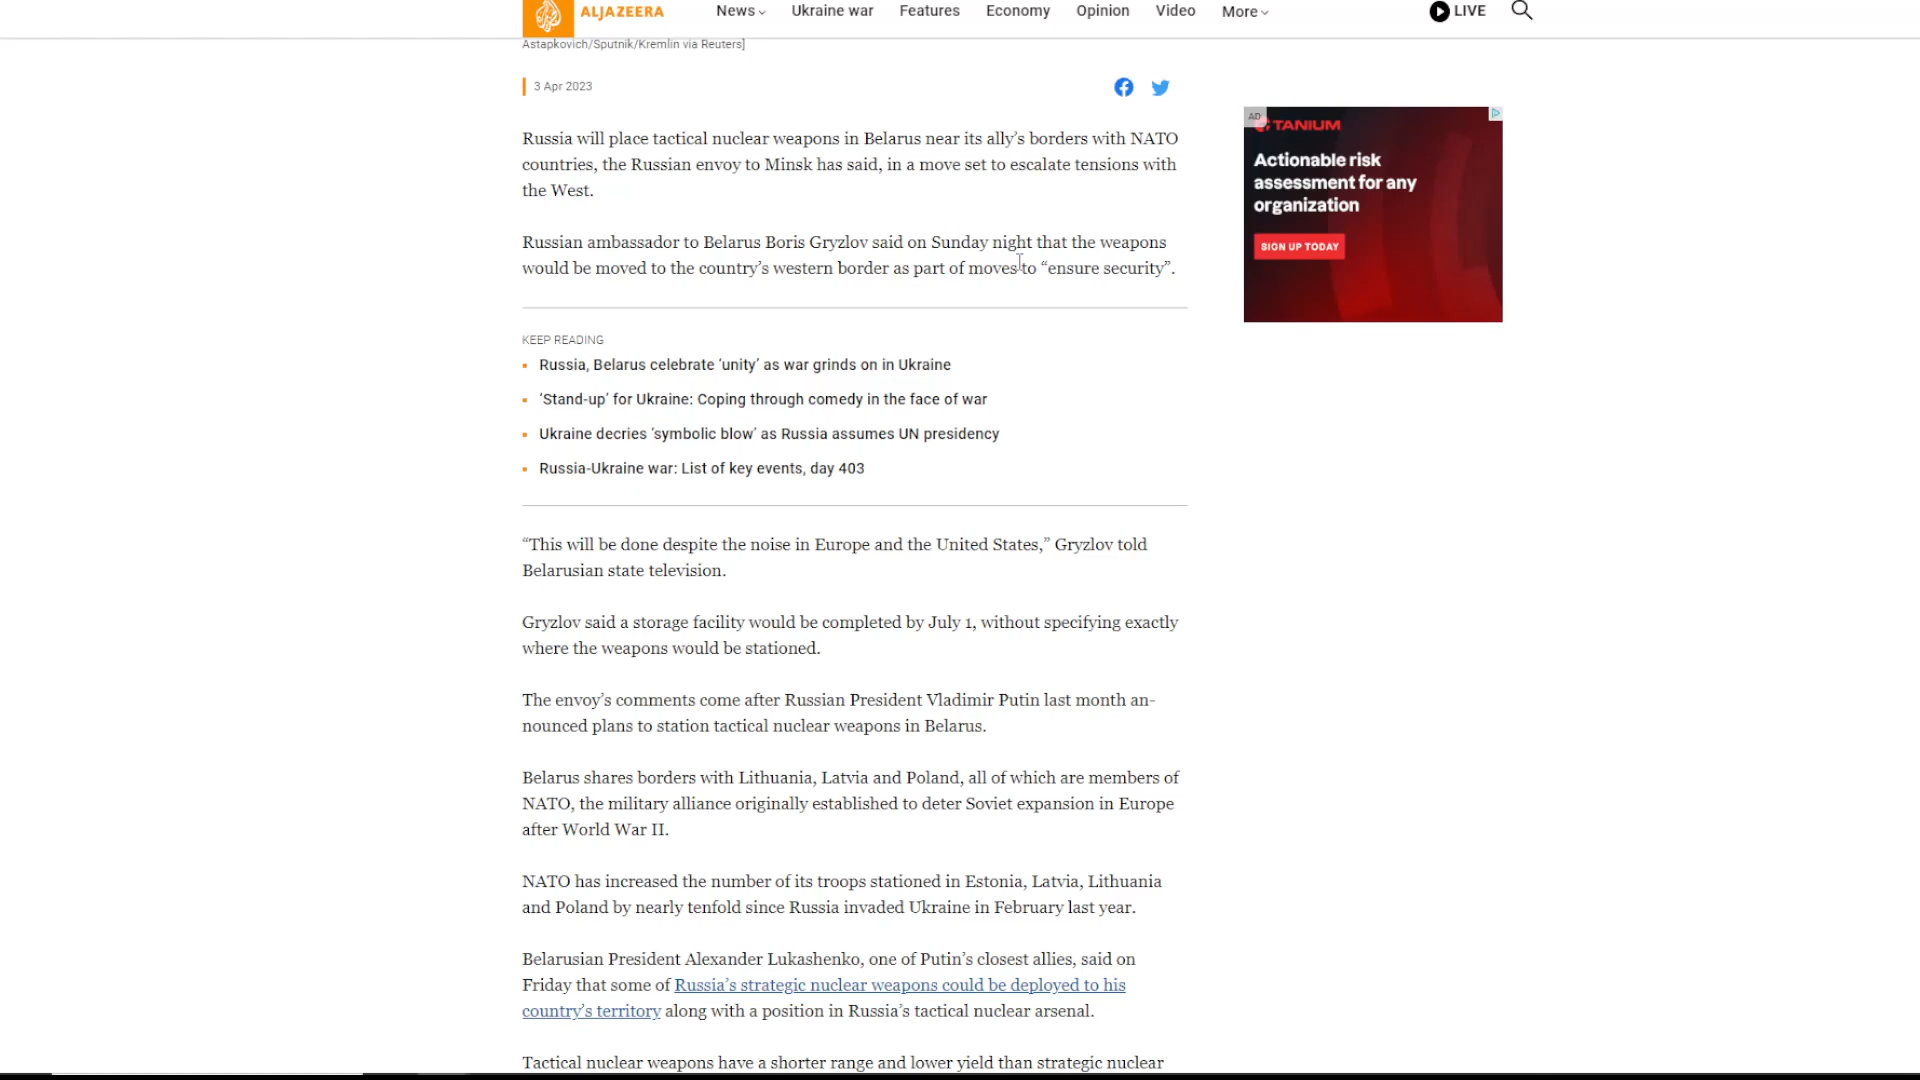 ALJAZEERA
News
Ukraine war
Features
Economy
Opinion
Video
More
LIVE
Astapkovich/Sputnik/Kremlin via Reuters]
3 Apr 2023
Russia will place tactical nuclear weapons in Belarus near its ally’s borders with NATO
countries, the Russian envoy to Minsk has said, in a move set to escalate tensions with
the West.
Russian ambassador to Belarus Boris Gryzlov said on Sunday night that the weapons
would be moved to the country’s western border as part of moves to “ensure security”.
AD
TANIUM
Actionable risk
assessment for any
organization
SIGN UP TODAY
KEEP READING
Russia, Belarus celebrate ‘unity’ as war grinds on in Ukraine
‘Stand-up’ for Ukraine: Coping through comedy in the face of war
Ukraine decries ‘symbolic blow’ as Russia assumes UN presidency
Russia-Ukraine war: List of key events, day 403
“This will be done despite the noise in Europe and the United States,” Gryzlov told
Belarusian state television.
Gryzlov said a storage facility would be completed by July 1, without specifying exactly
where the weapons would be stationed.
The envoy’s comments come after Russian President Vladimir Putin last month an-
nounced plans to station tactical nuclear weapons in Belarus.
Belarus shares borders with Lithuania, Latvia and Poland, all of which are members of
NATO, the military alliance originally established to deter Soviet expansion in Europe
after World War II.
NATO has increased the number of its troops stationed in Estonia, Latvia, Lithuania
and Poland by nearly tenfold since Russia invaded Ukraine in February last year.
Belarusian President Alexander Lukashenko, one of Putin’s closest allies, said on
Friday that some of Russia’s strategic nuclear weapons could be deployed to his
country’s territory along with a position in Russia’s tactical nuclear arsenal.
Tactical nuclear weapons have a shorter range and lower yield than strategic nuclear